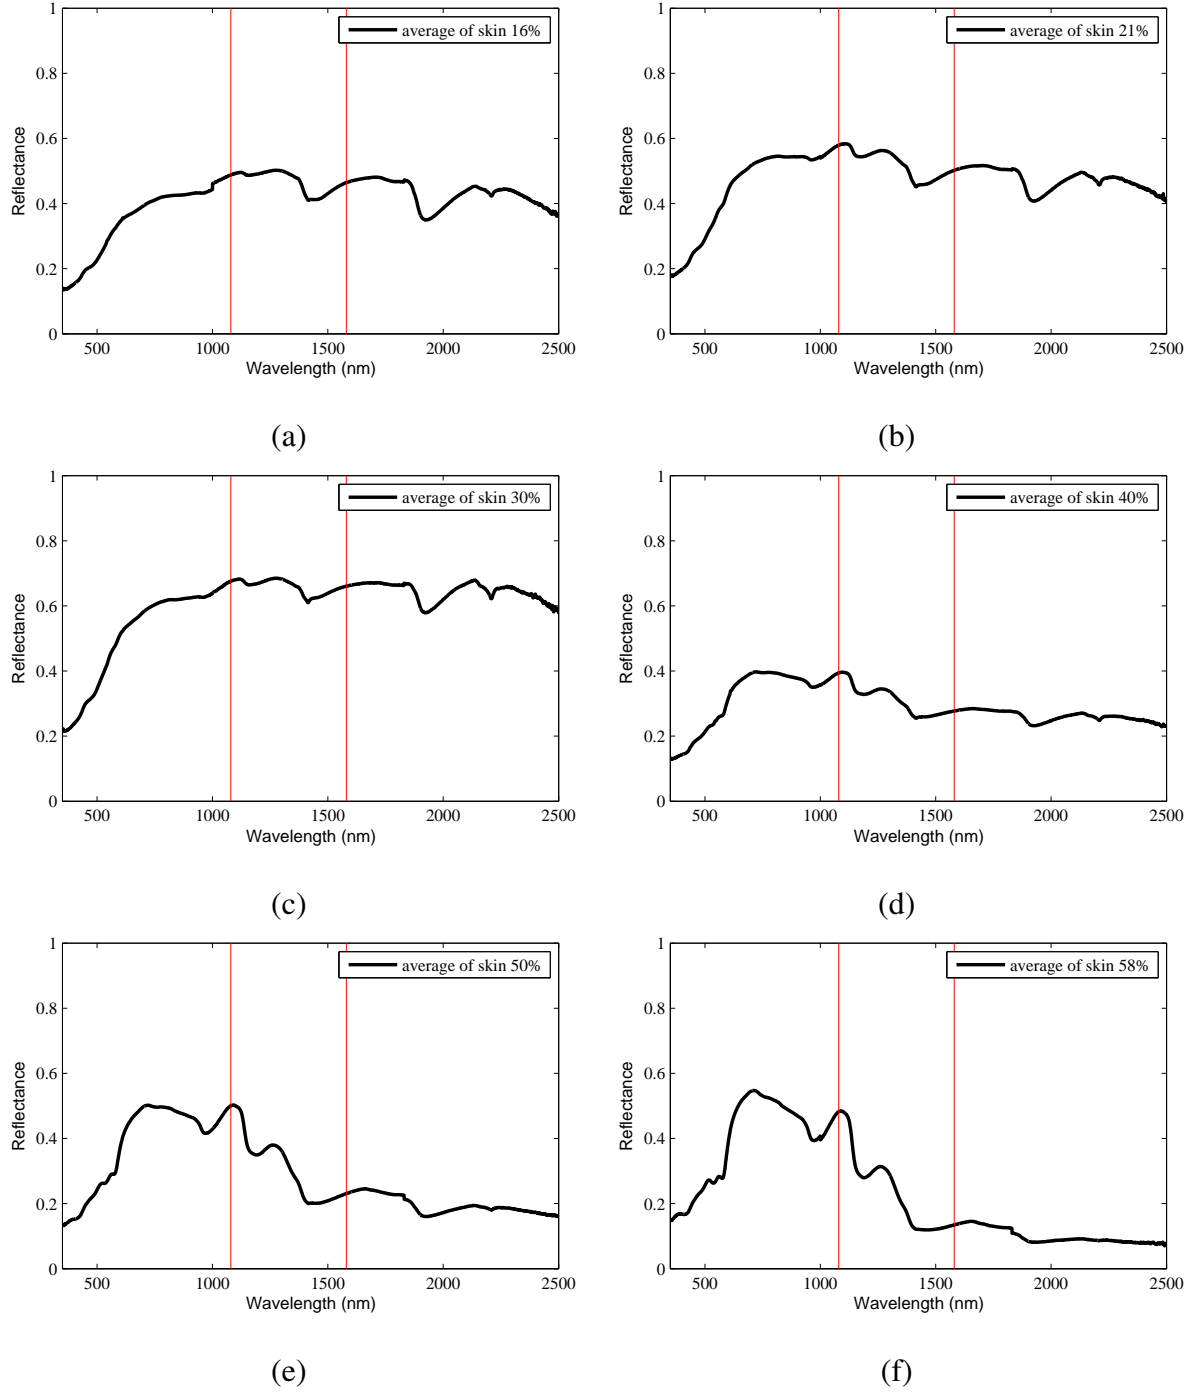 average of skin 16%
Reflectance
1
0.8
0.6
0.4
0.2
0
500 1000 1500 2000 2500
Wavelength (nm)
(a)
average of skin 21%
Reflectance
1
0.8
0.6
0.4
0.2
0
500 1000 1500 2000 2500
Wavelength (nm)
(b)
average of skin 30%
Reflectance
1
0.8
0.6
0.4
0.2
0
500 1000 1500 2000 2500
Wavelength (nm)
(c)
average of skin 40%
Reflectance
1
0.8
0.6
0.4
0.2
0
500 1000 1500 2000 2500
Wavelength (nm)
(d)
average of skin 50%
Reflectance
1
0.8
0.6
0.4
0.2
0
500 1000 1500 2000 2500
Wavelength (nm)
(e)
average of skin 58%
Reflectance
1
0.8
0.6
0.4
0.2
0
500 1000 1500 2000 2500
Wavelength (nm)
(f)